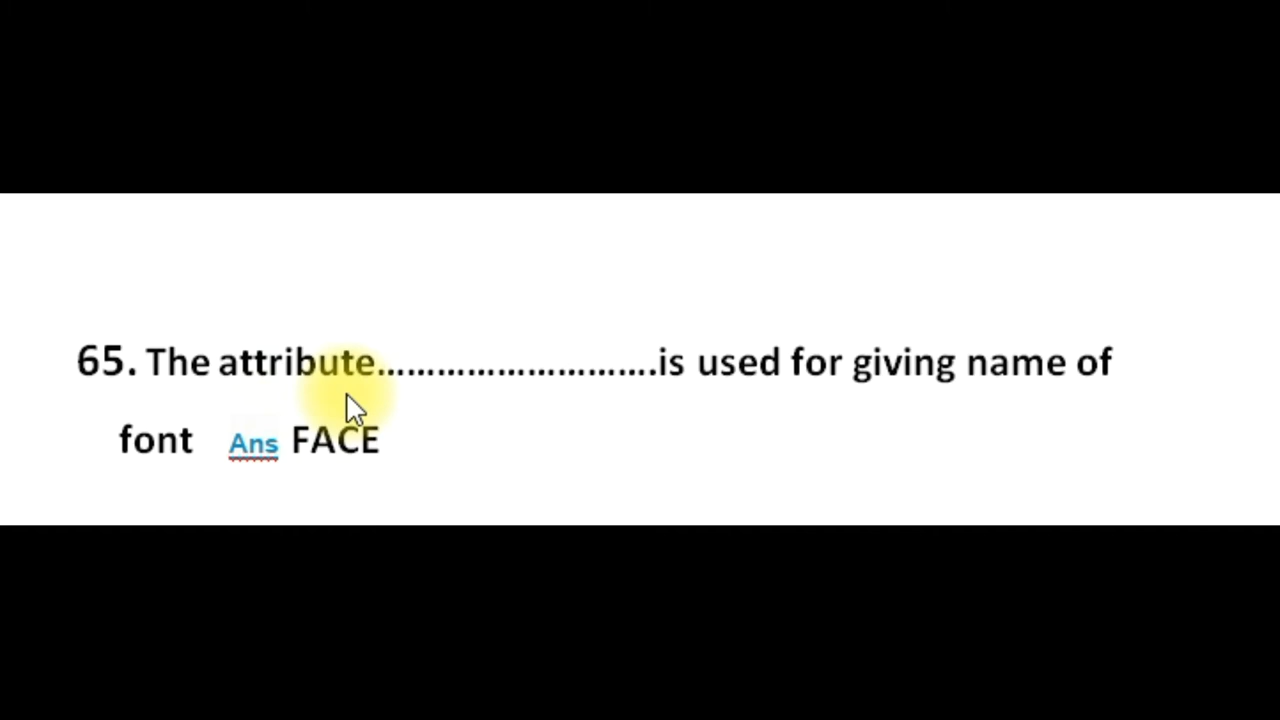 65. The attribute............................is used for giving name of
font Ans FACE